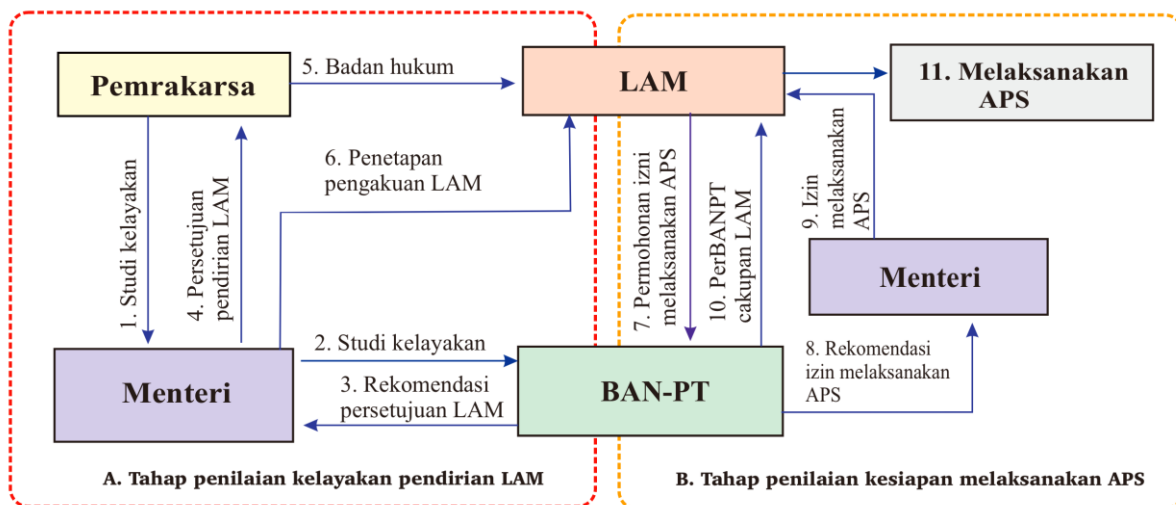 Pemrakarsa
5. Badan hukum
LAM
11. Melaksanakan
APS
1. Studi kelayakan
4. Persetujuan
pendirian LAM
6. Penetapan
pengakuan LAM
7. Permohonan izni
melaksanakan APS
10. PerBANPT
cakupan LAM
9. Izin
melaksanakan
APS
Menteri
Menteri
2. Studi kelayakan
3. Rekomendasi
persetujuan LAM
BAN-PT
8. Rekomendasi
izin melaksanakan
APS
A. Tahap penilaian kelayakan pendirian LAM
B. Tahap penilaian kesiapan melaksanakan APS